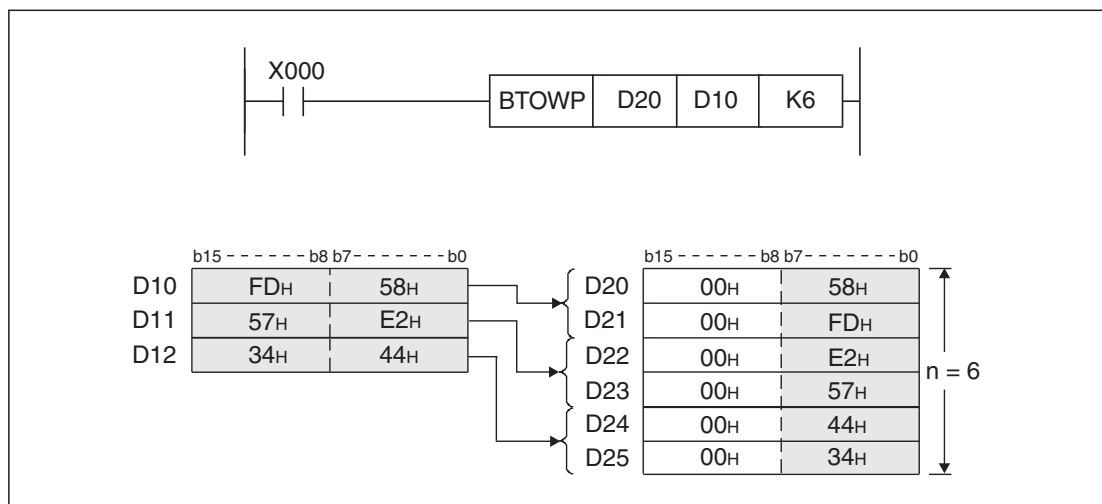 X000
BTOWP D20 D10 K6
b15 - - - - - - b8 b7 - - - - - - b0
D10 FDH 58H
D11 57H E2H
D12 34H 44H
b15 - - - - - - b8 b7 - - - - - - b0
D20 00H 58H
D21 00H FDH
D22 00H E2H
D23 00H 57H
D24 00H 44H
D25 00H 34H
n = 6